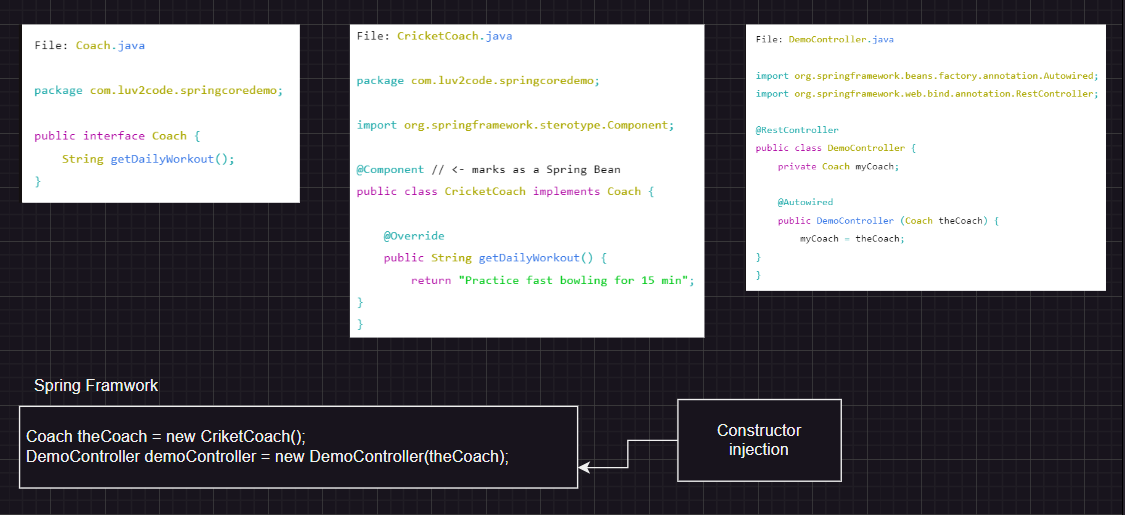 File: Coach.java
package com.luv2code.springcoredemo;
public interface Coach {
    String getDailyWorkout();
}
File: CricketCoach.java
package com.luv2code.springcoredemo;
import org.springframework.sterotype.Component;
@Component // <- marks as a Spring Bean
public class CricketCoach implements Coach {
    @Override
    public String getDailyWorkout() {
        return "Practice fast bowling for 15 min";
}
}
File: DemoController.java
import org.springframework.beans.factory.annotation.Autowired;
import org.springframework.web.bind.annotation.RestController;
@RestController
public class DemoController {
    private Coach myCoach;
    @Autowired
    public DemoController (Coach theCoach) {
        myCoach = theCoach;
}
}
Spring Framwork
Coach theCoach = new CriketCoach();
DemoController demoController = new DemoController(theCoach);
Constructor
injection